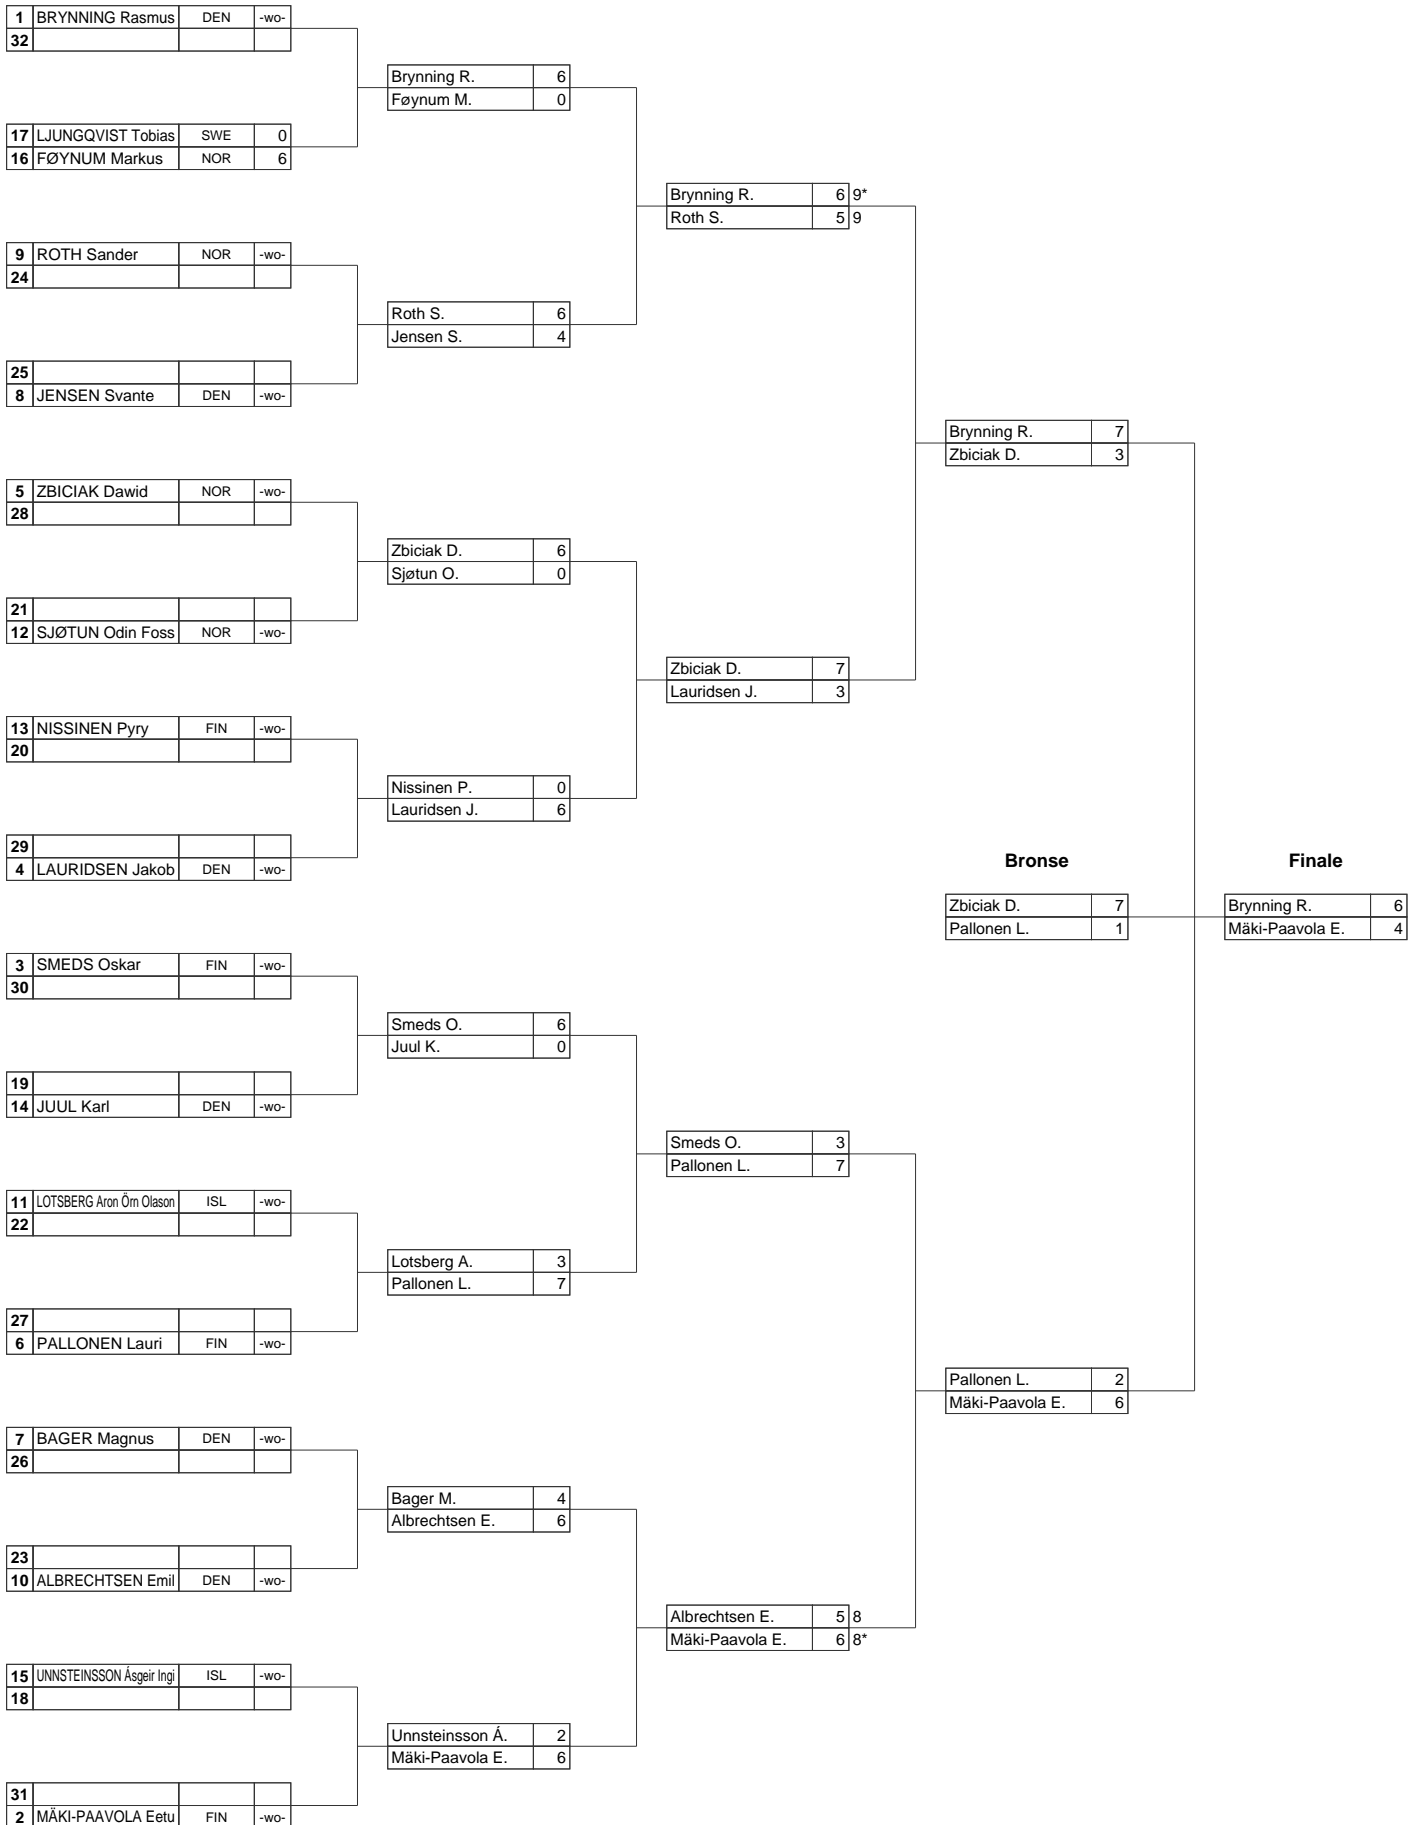 1 BRYNNING Rasmus DEN -wo-
32
Brynning R. 6
Føynum M. 0
17 LJUNGQVIST Tobias SWE 0
16 FØYNUM Markus NOR 6
Brynning R. 6 9*
Roth S. 5 9
9 ROTH Sander NOR -wo-
24
Roth S. 6
Jensen S. 4
25
8 JENSEN Svante DEN -wo-
Brynning R. 7
Zbiciak D. 3
5 ZBICIAK Dawid NOR -wo-
28
Zbiciak D. 6
Sjøtun O. 0
21
12 SJØTUN Odin Foss NOR -wo-
Zbiciak D. 7
Lauridsen J. 3
13 NISSINEN Pyry FIN -wo-
20
Nissinen P. 0
Lauridsen J. 6
29
4 LAURIDSEN Jakob DEN -wo-
Bronse Finale
Zbiciak D. 7 Brynning R. 6
Pallonen L. 1 Mäki-Paavola E. 4
3 SMEDS Oskar FIN -wo-
30
Smeds O. 6
Juul K. 0
19
14 JUUL Karl DEN -wo-
Smeds O. 3
Pallonen L. 7
11 LOTSBERG Aron Örn Olason ISL -wo-
22
Lotsberg A. 3
Pallonen L. 7
27
6 PALLONEN Lauri FIN -wo-
Pallonen L. 2
Mäki-Paavola E. 6
7 BAGER Magnus DEN -wo-
26
Bager M. 4
Albrechtsen E. 6
23
10 ALBRECHTSEN Emil DEN -wo-
Albrechtsen E. 5 8
Mäki-Paavola E. 6 8*
15 UNNSTEINSSON Ásgeir Ingi ISL -wo-
18
Unnsteinsson Á. 2
Mäki-Paavola E. 6
31
2 MÄKI-PAAVOLA Eetu FIN -wo-